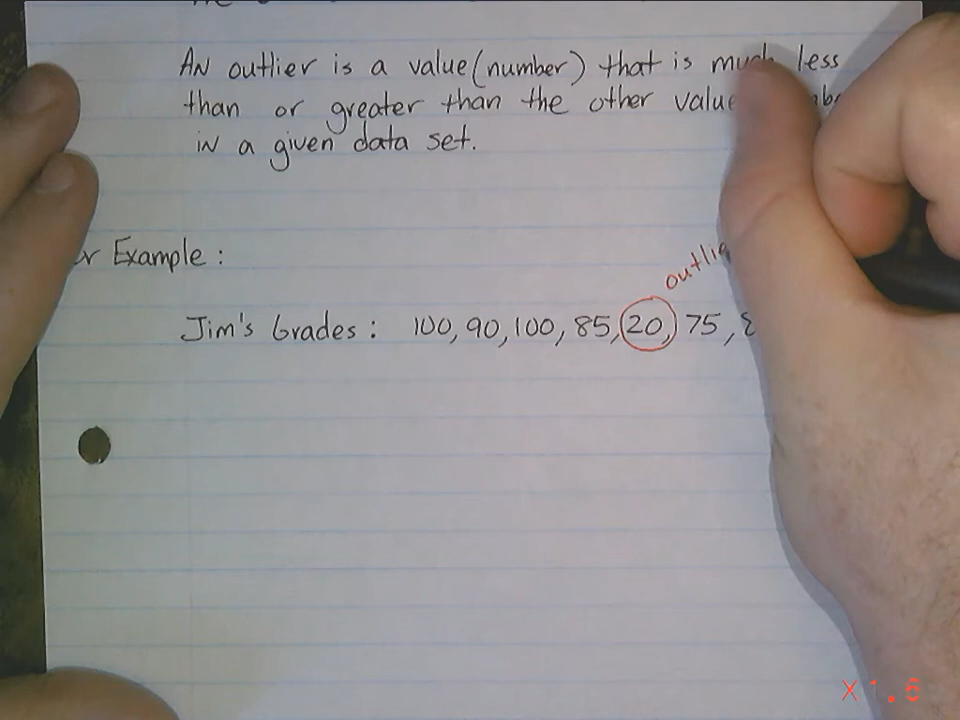 AN outlier is a value (number) that is much less
than or greater than the other value
in a given data set.
Example :
outlie
Jim's Grades : 100, 90, 100, 85, 20, 75,
X 1.6